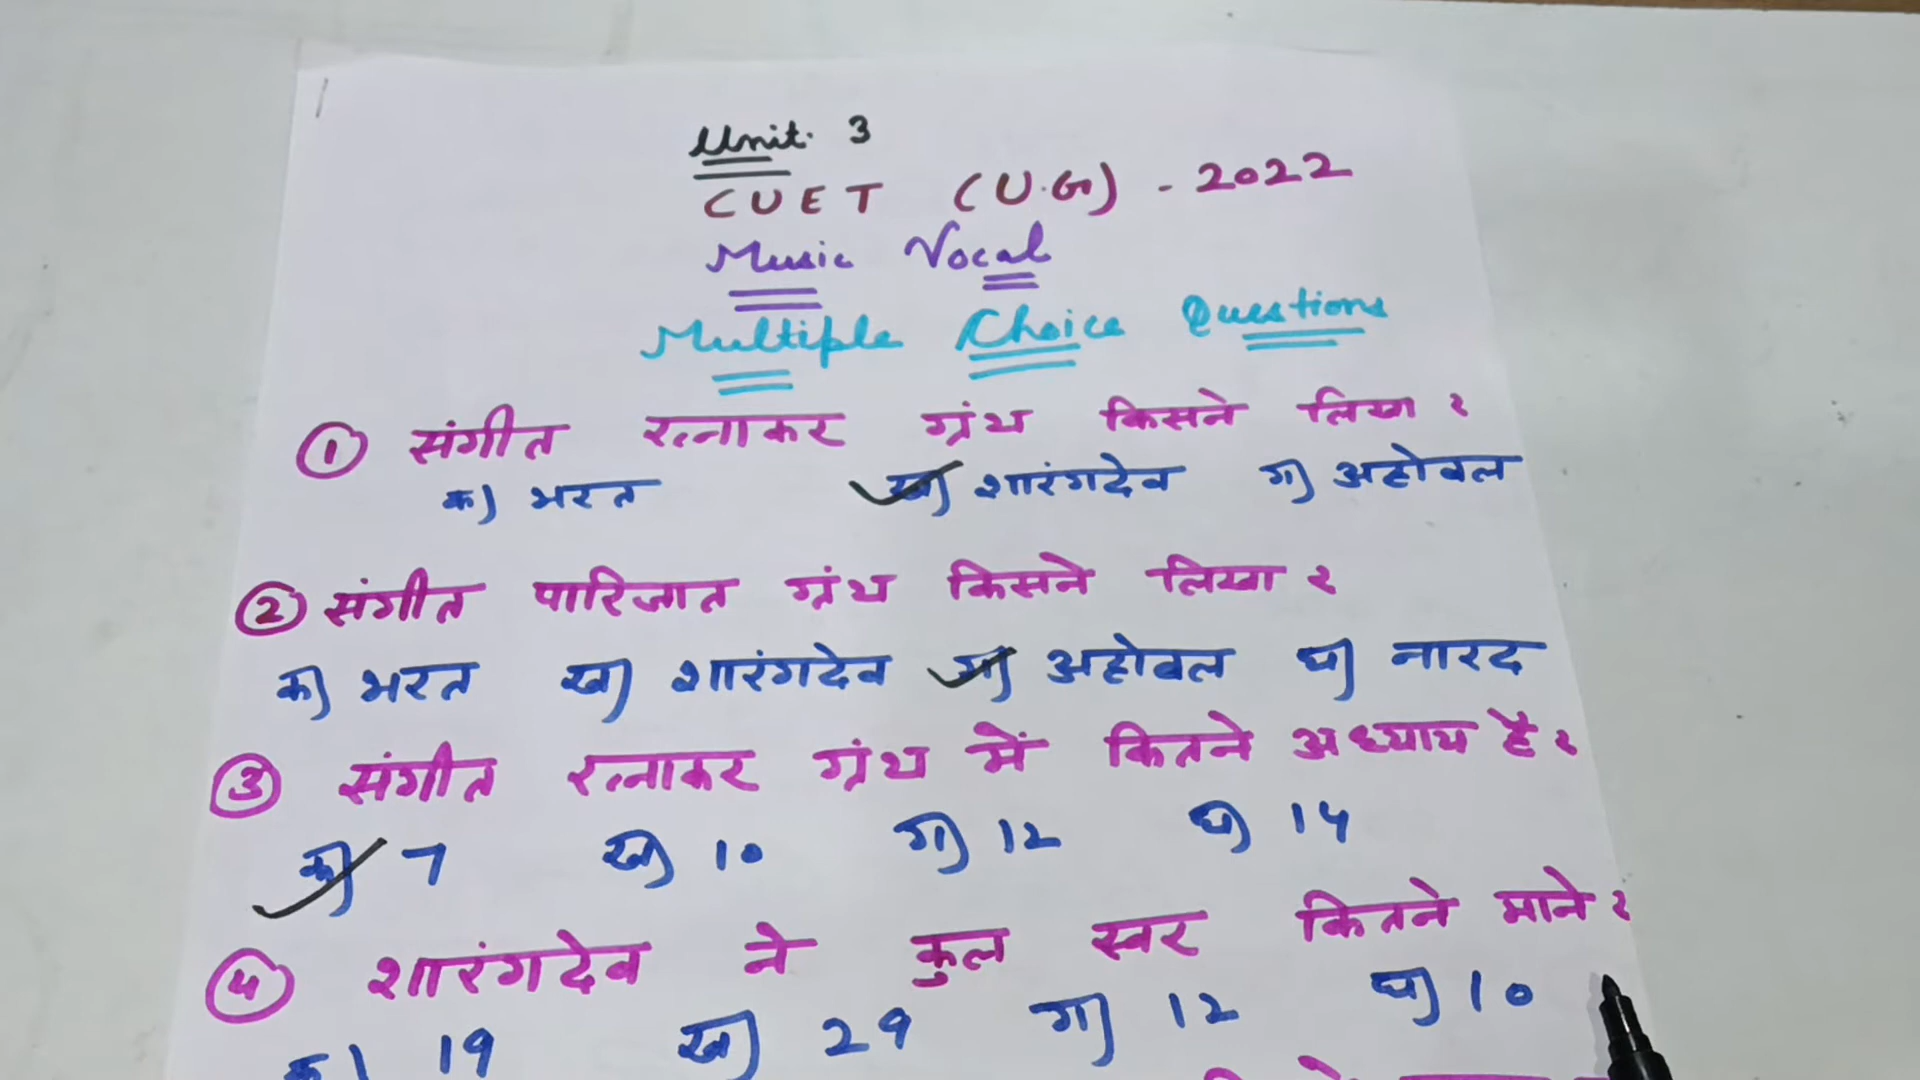 Unit. 3
CUET (U.G) - 2022
Music Vocal
Multiple Choice Questions
① संगीत रत्नाकर ग्रंथ किसने लिखा ?
क) भरत ख) शारंगदेव ग) अहोबल
② संगीत पारिजात ग्रंथ किसने लिखा ?
क) भरत ख) शारंगदेव ग) अहोबल घ) नारद
③ संगीत रत्नाकर ग्रंथ में कितने अध्याय है ?
क) 7 ख) 10 ग) 12 घ) 14
④ शारंगदेव ने कुल स्वर कितने माने ?
क) 19 ख) 29 ग) 12 घ) 10